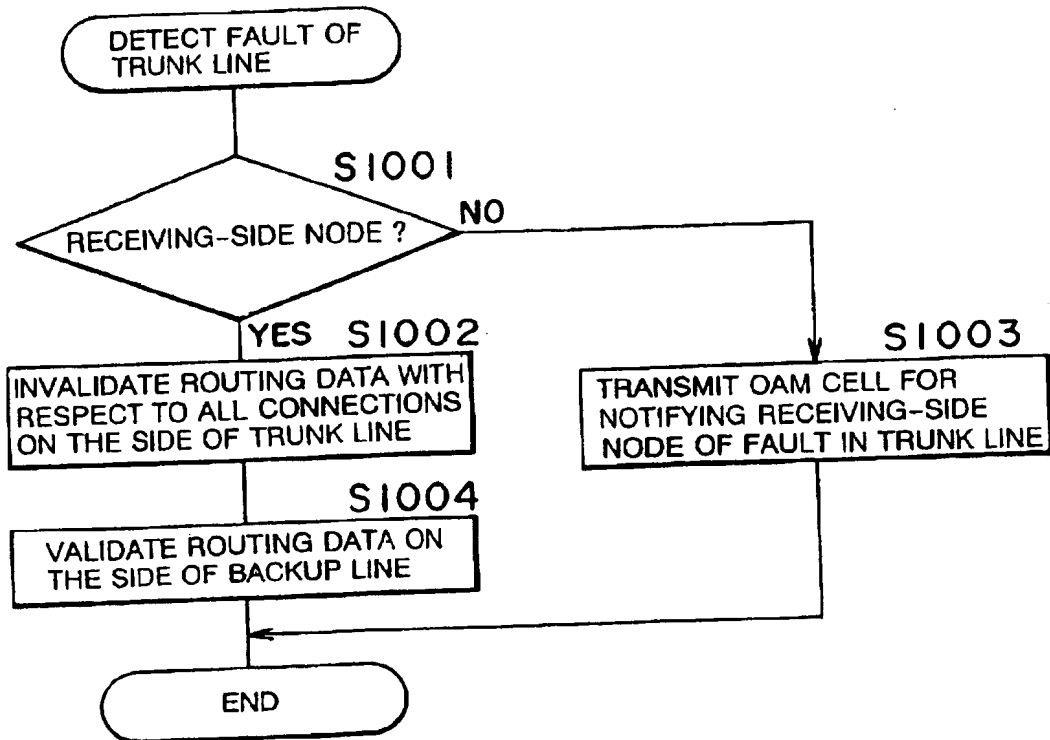 DETECT FAULT OF
TRUNK LINE
S1001
RECEIVING-SIDE NODE ?
NO
YES
S1002
INVALIDATE ROUTING DATA WITH
RESPECT TO ALL CONNECTIONS
ON THE SIDE OF TRUNK LINE
S1003
TRANSMIT OAM CELL FOR
NOTIFYING RECEIVING-SIDE
NODE OF FAULT IN TRUNK LINE
S1004
VALIDATE ROUTING DATA ON
THE SIDE OF BACKUP LINE
END